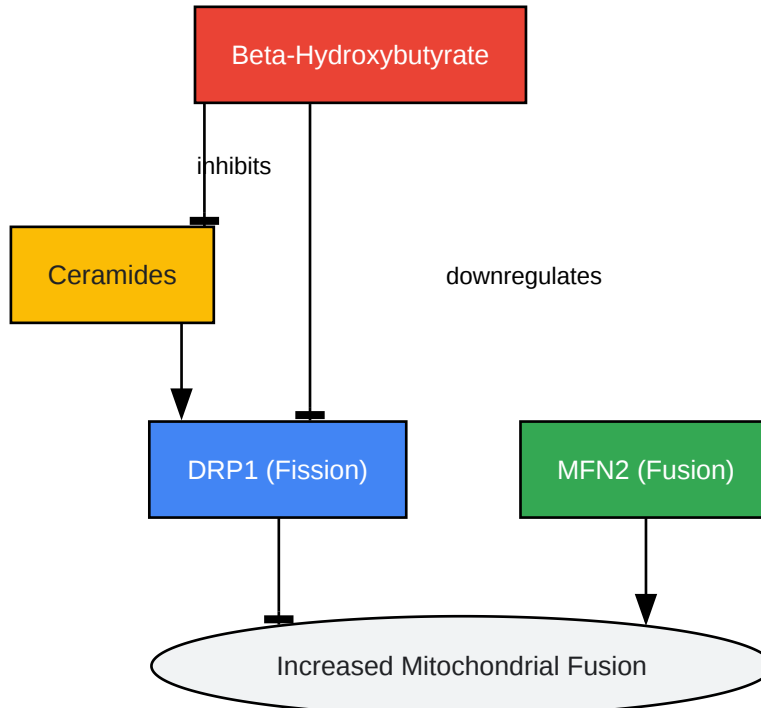 Beta-Hydroxybutyrate
inhibits
Ceramides
downregulates
DRP1 (Fission)
MFN2 (Fusion)
Increased Mitochondrial Fusion